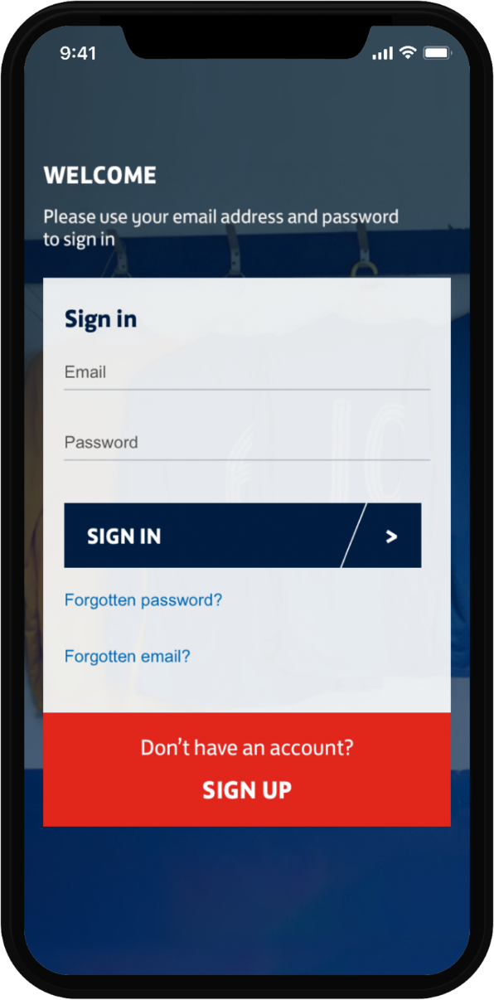 9:41
WELCOME
Please use your email address and password
to sign in
Sign in
Email
Password
SIGN IN >
Forgotten password?
Forgotten email?
Don’t have an account?
SIGN UP